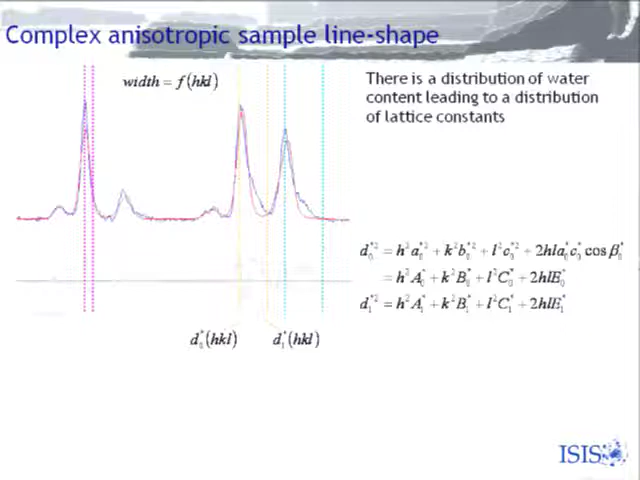 Complex anisotropic sample line-shape
width = f(hkl)
There is a distribution of water
content leading to a distribution
of lattice constants
d₀*² = h²a₀*² + k²b₀*² + l²c₀*² + 2hla₀*c₀* cos β₀*
= h²A₀* + k²B₀* + l²C₀* + 2hlE₀*
d₁*² = h²A₁* + k²B₁* + l²C₁* + 2hlE₁*
d₀*(hkl) d₁*(hkl)
ISIS